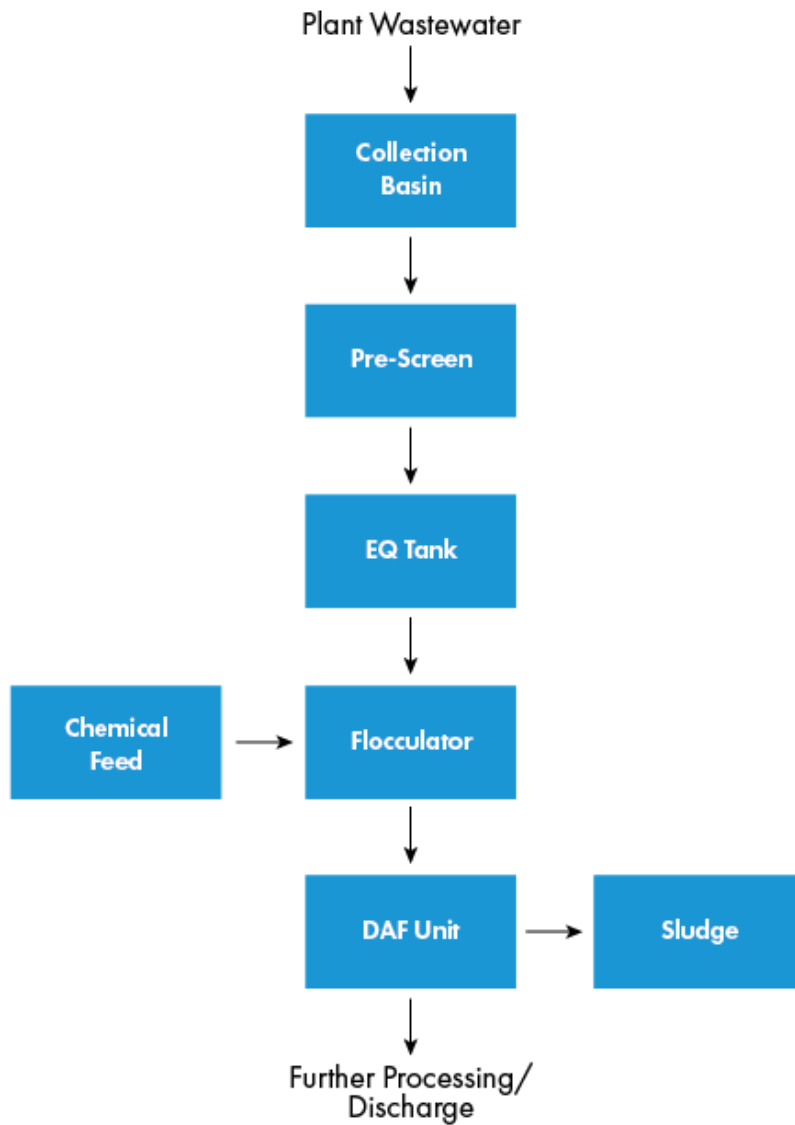 Plant Wastewater
Collection
Basin
Pre-Screen
EQ Tank
Chemical
Feed
Flocculator
DAF Unit
Sludge
Further Processing/
Discharge